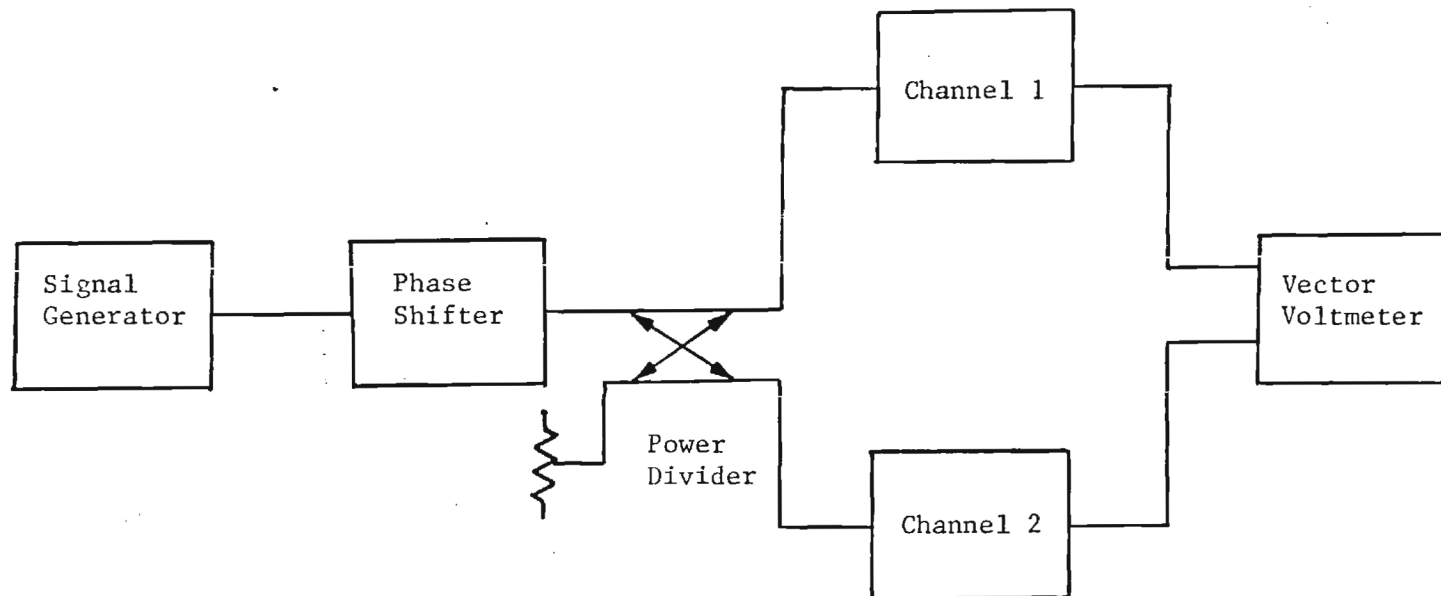 Channel 1
Signal
Generator
Phase
Shifter
Vector
Voltmeter
Power
Divider
Channel 2